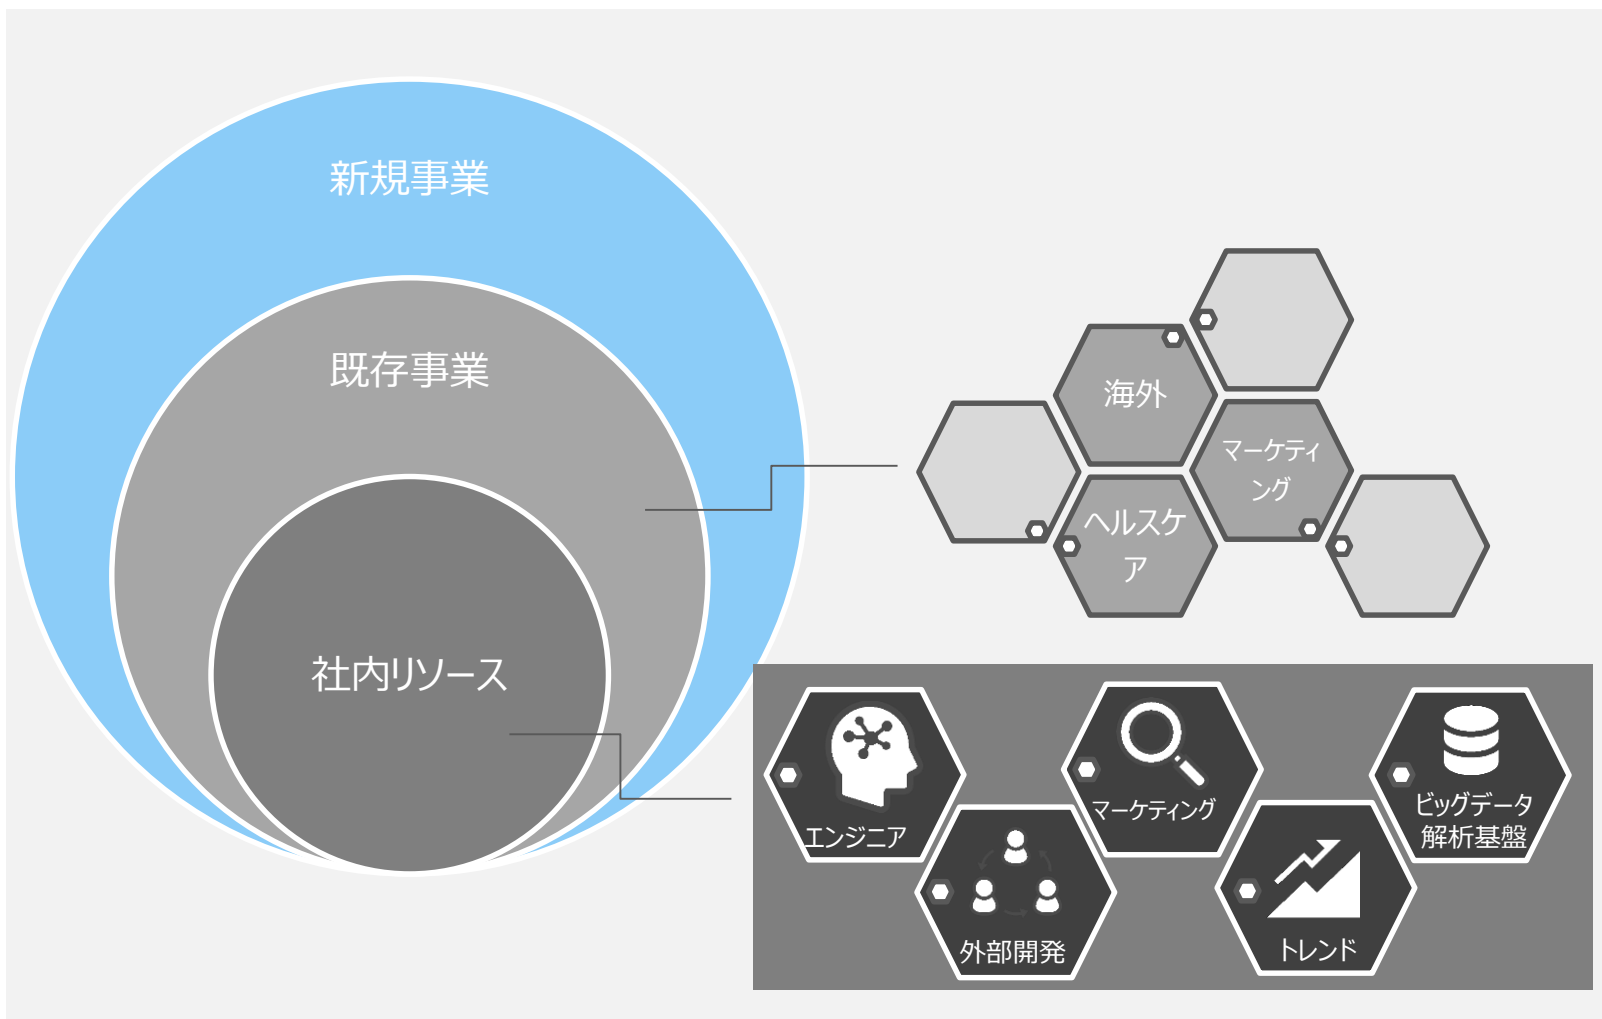 新規事業
既存事業
社内リソース
海外
マーケティ
ング
ヘルスケ
ア
エンジニア
マーケティング
ビッグデータ
解析基盤
外部開発
トレンド